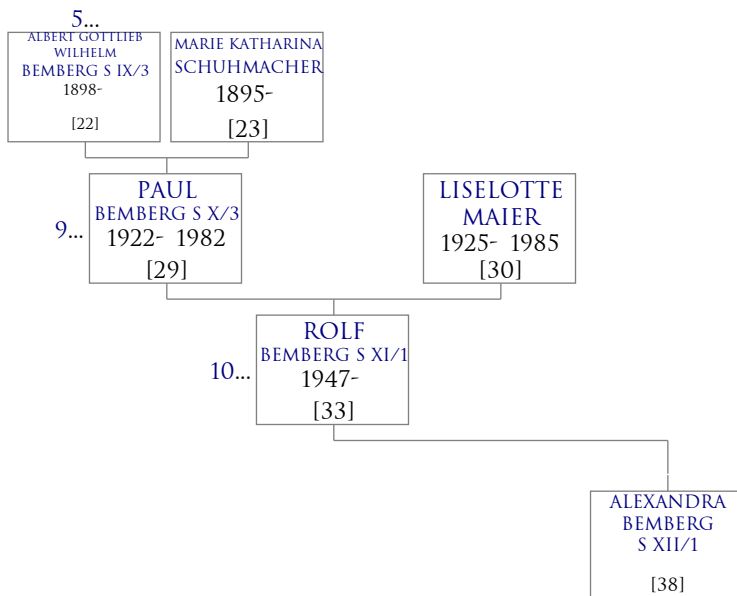 5...
ALBERT GOTTLIEB
WILHELM
BEMBERG S IX/3
1898-
[22]
MARIE KATHARINA
SCHUHMACHER
1895-
[23]
9...
PAUL
BEMBERG S X/3
1922- 1982
[29]
LISELOTTE
MAIER
1925- 1985
[30]
10...
ROLF
BEMBERG S XI/1
1947-
[33]
ALEXANDRA
BEMBERG
S XII/1
[38]